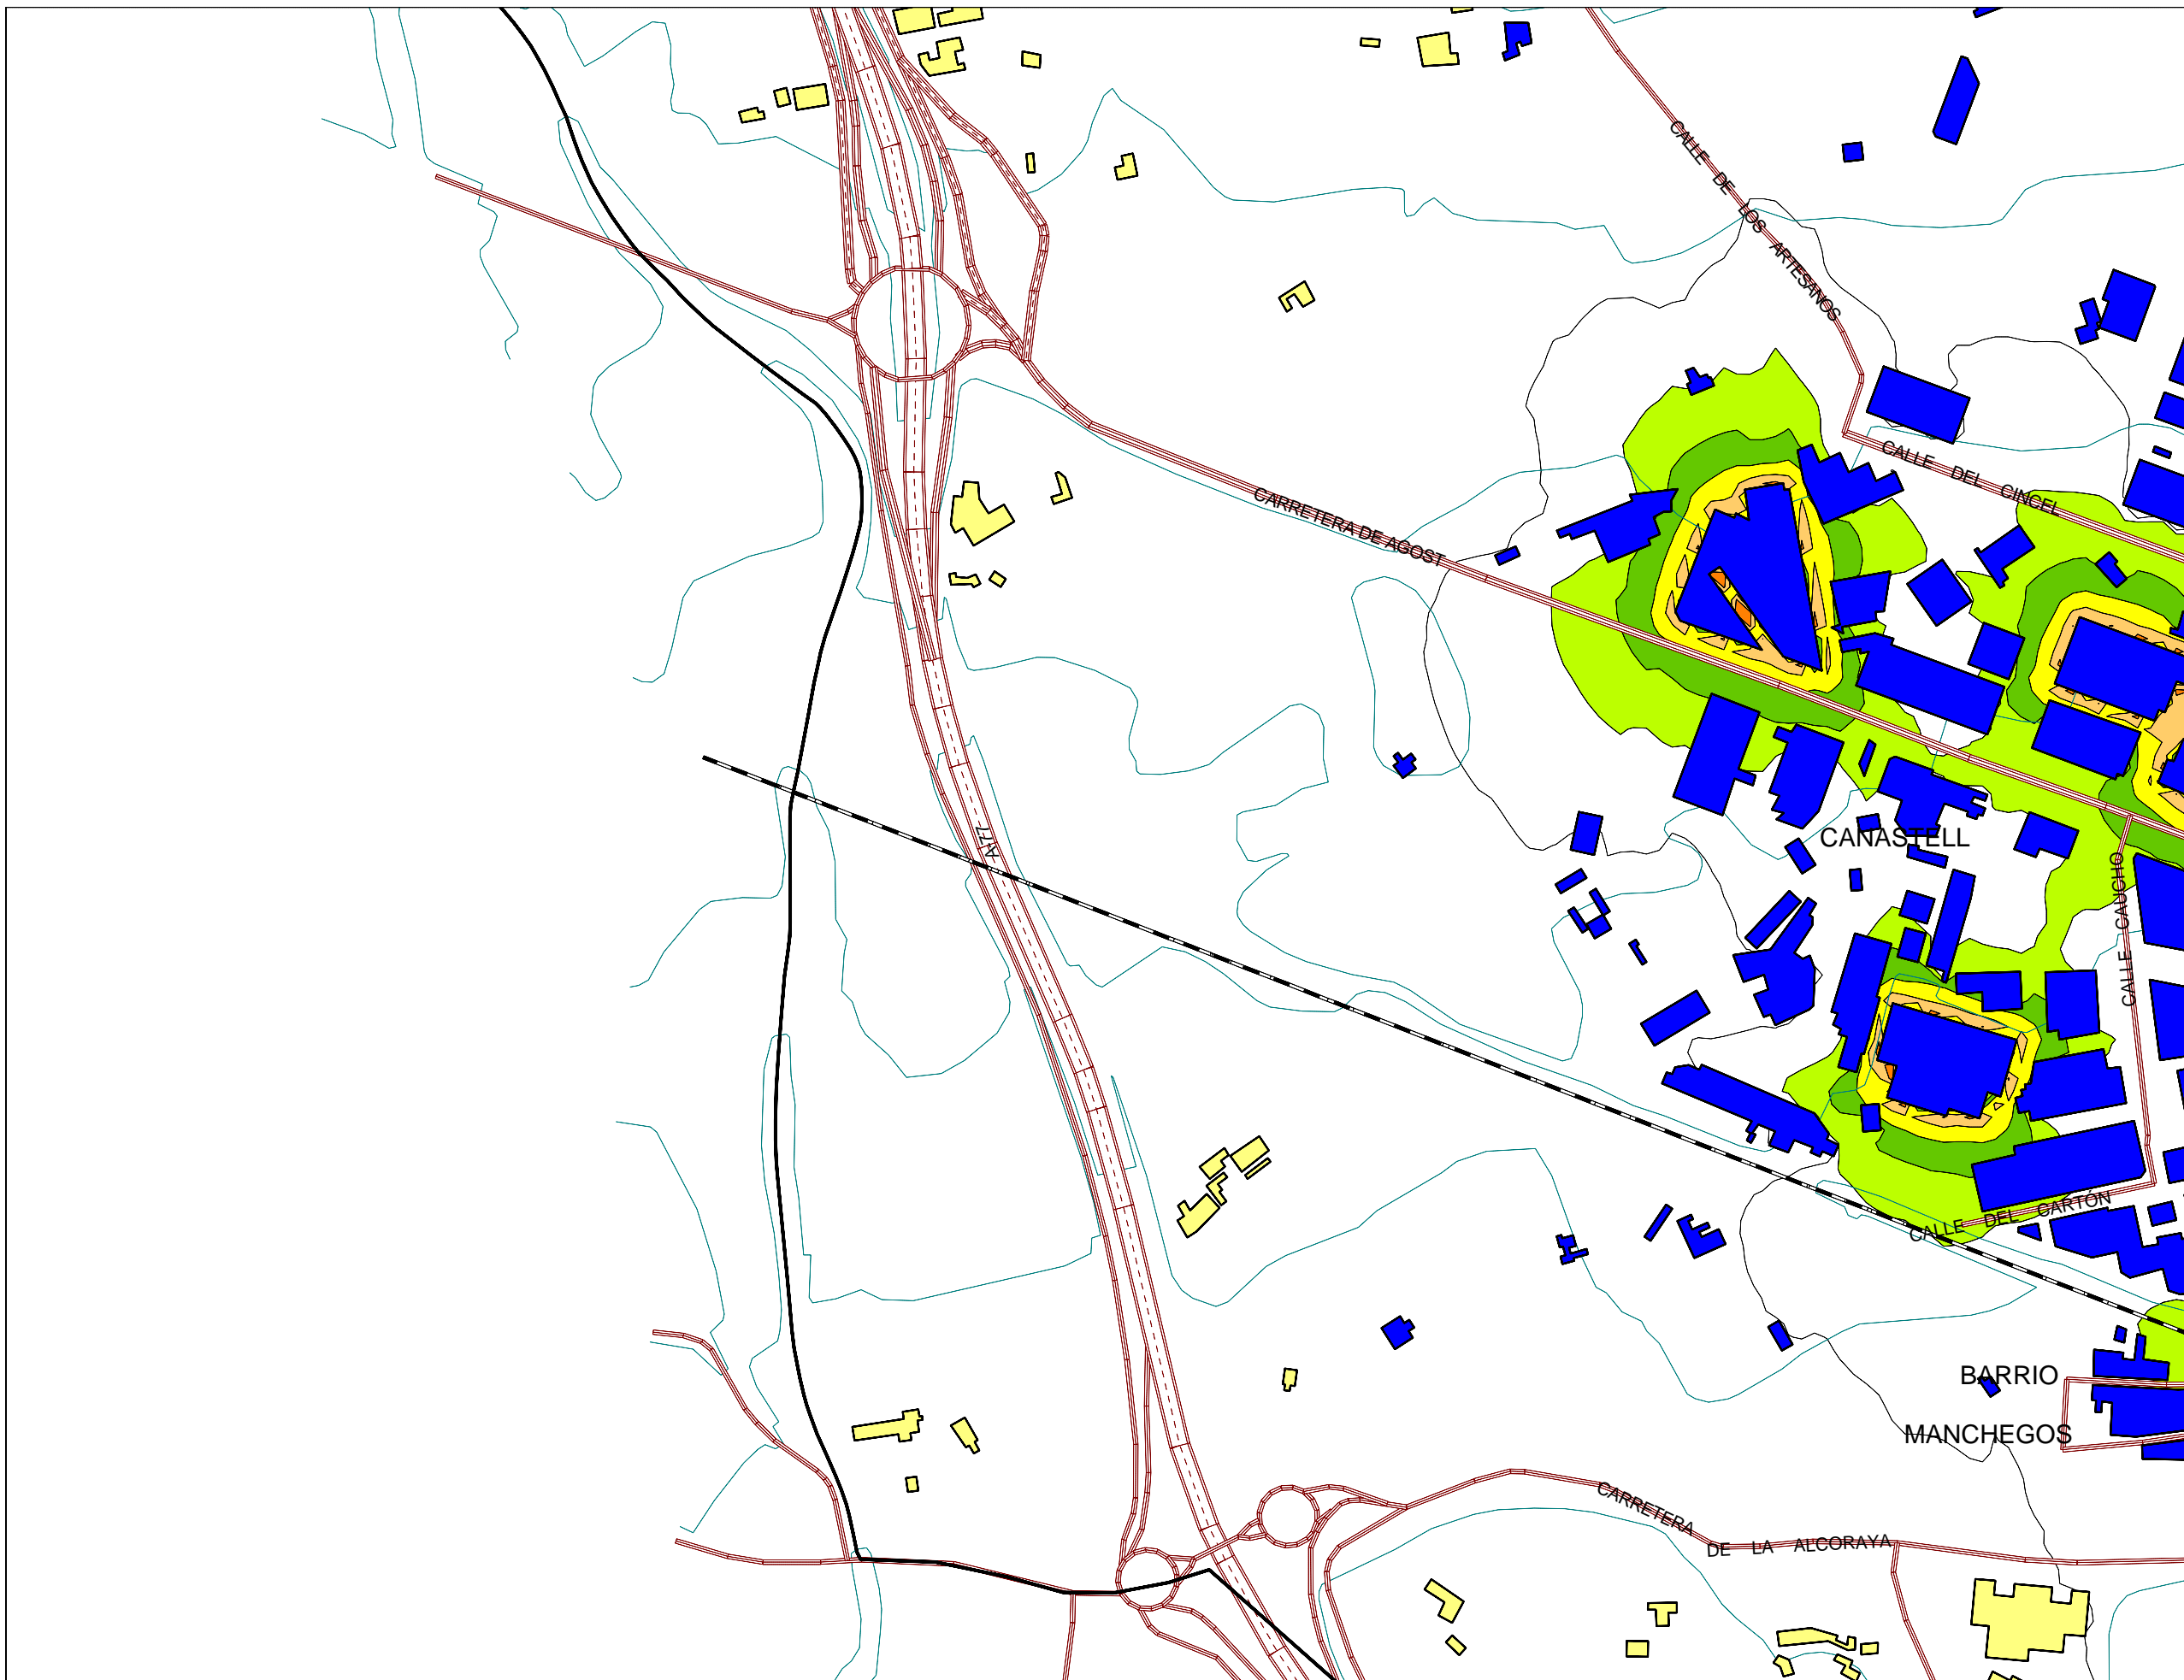 CALLE DE LOS ARTESANOS
CALLE DEL CINCEL
CARRETERA DE AGOST
A-77
CANASTELL
CALLE CAUCHO
CALLE DEL CARTON
BARRIO
MANCHEGOS
CARRETERA
DE LA ALCORAYA